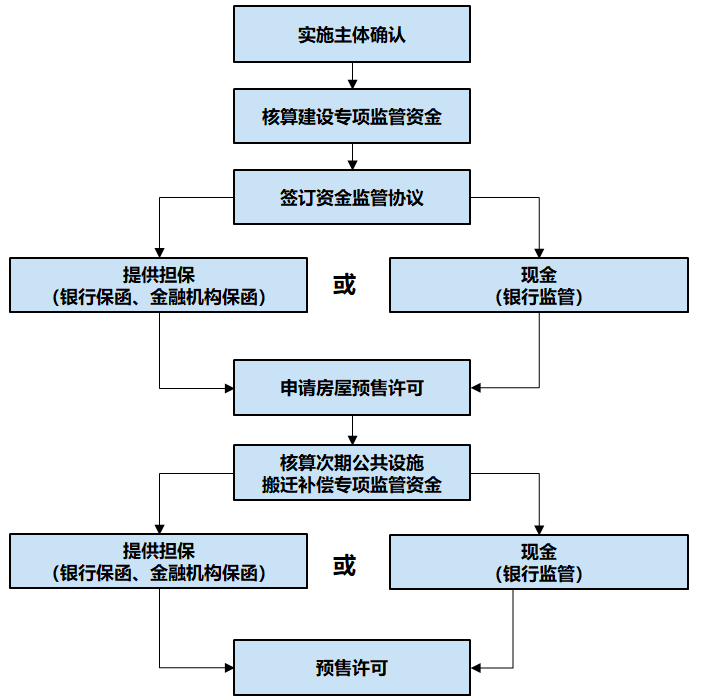 实施主体确认
核算建设专项监管资金
签订资金监管协议
提供担保
（银行保函、金融机构保函）
或
现金
（银行监管）
申请房屋预售许可
核算次期公共设施
搬迁补偿专项监管资金
提供担保
（银行保函、金融机构保函）
或
现金
（银行监管）
预售许可